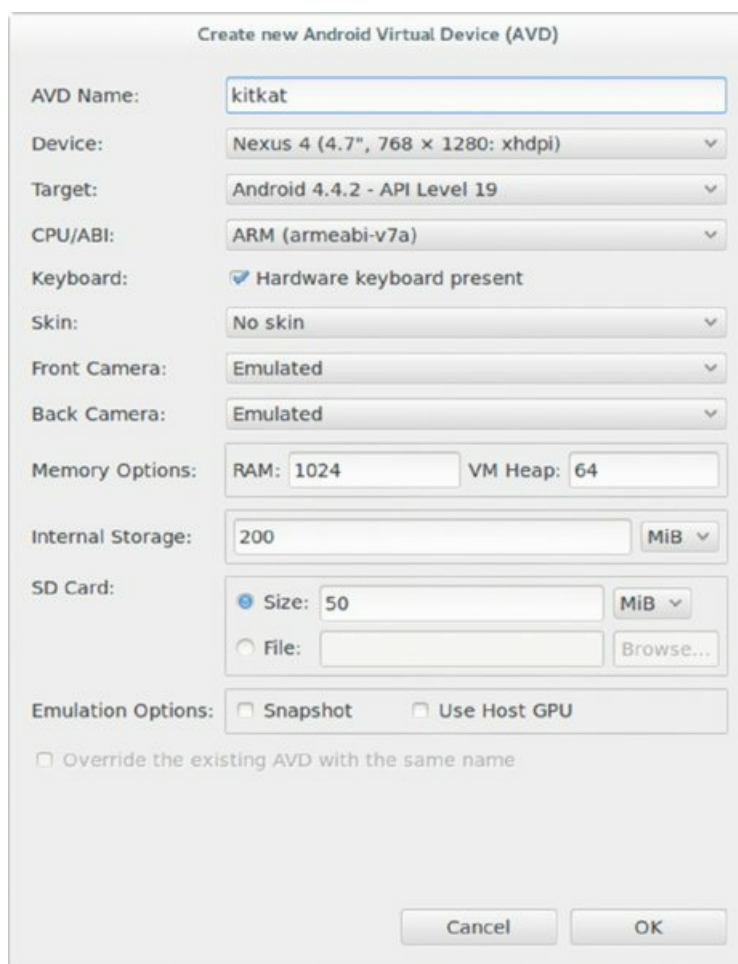 Create new Android Virtual Device (AVD)
AVD Name: kitkat
Device: Nexus 4 (4.7", 768 × 1280: xhdpi)
Target: Android 4.4.2 - API Level 19
CPU/ABI: ARM (armeabi-v7a)
Keyboard: Hardware keyboard present
Skin: No skin
Front Camera: Emulated
Back Camera: Emulated
Memory Options: RAM: 1024 VM Heap: 64
Internal Storage: 200 MiB
SD Card:
Size: 50 MiB
File: Browse...
Emulation Options: Snapshot Use Host GPU
Override the existing AVD with the same name
Cancel OK